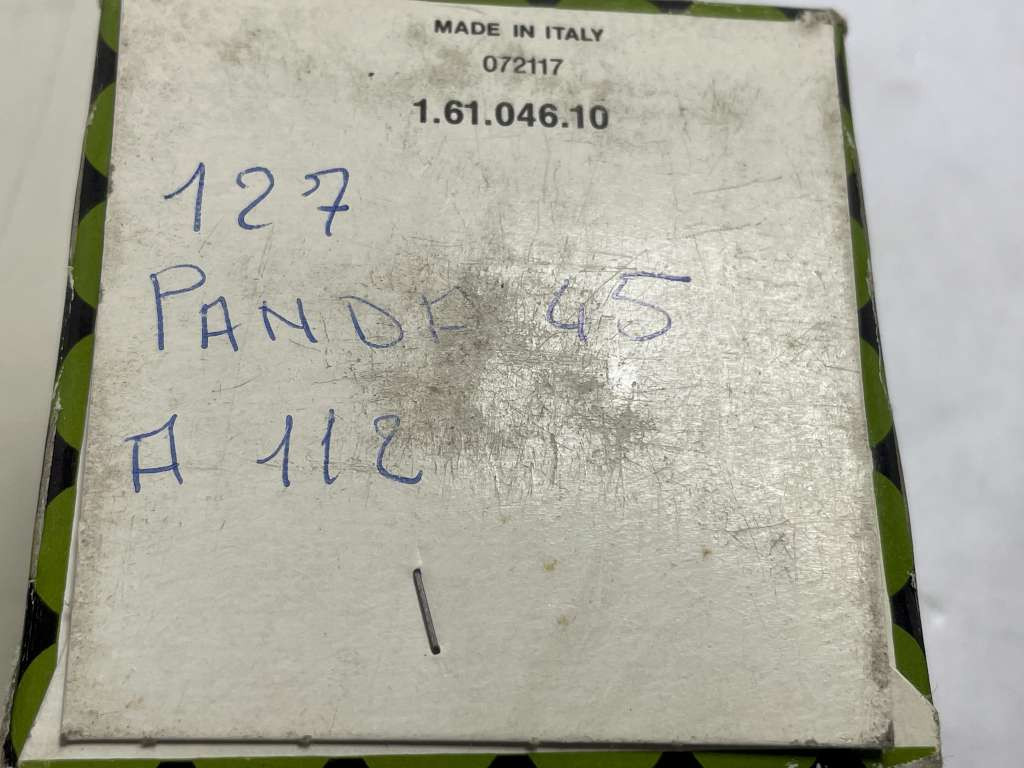 MADE IN ITALY
072117
1.61.046.10
127
PANDA 45
A 112